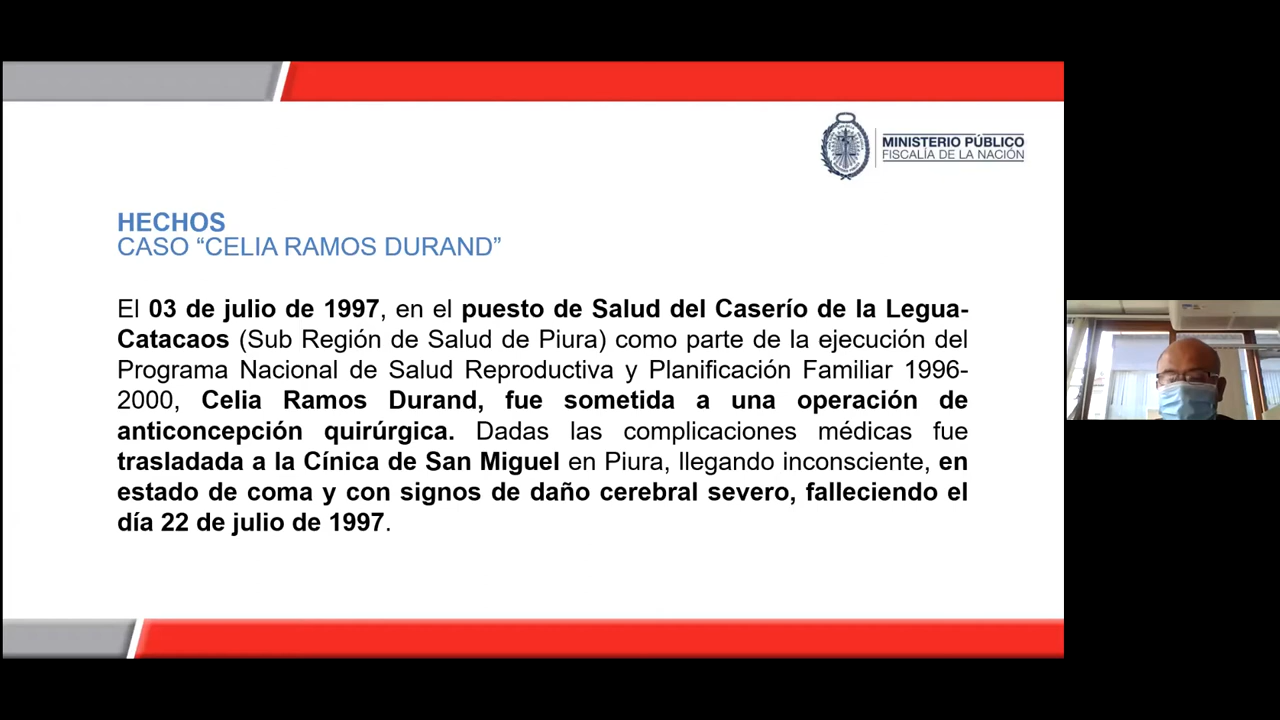 MINISTERIO PÚBLICO
FISCALÍA DE LA NACIÓN
HECHOS
CASO “CELIA RAMOS DURAND”
El 03 de julio de 1997, en el puesto de Salud del Caserío de la Legua-
Catacaos (Sub Región de Salud de Piura) como parte de la ejecución del
Programa Nacional de Salud Reproductiva y Planificación Familiar 1996-
2000, Celia Ramos Durand, fue sometida a una operación de
anticoncepción quirúrgica. Dadas las complicaciones médicas fue
trasladada a la Cínica de San Miguel en Piura, llegando inconsciente, en
estado de coma y con signos de daño cerebral severo, falleciendo el
día 22 de julio de 1997.